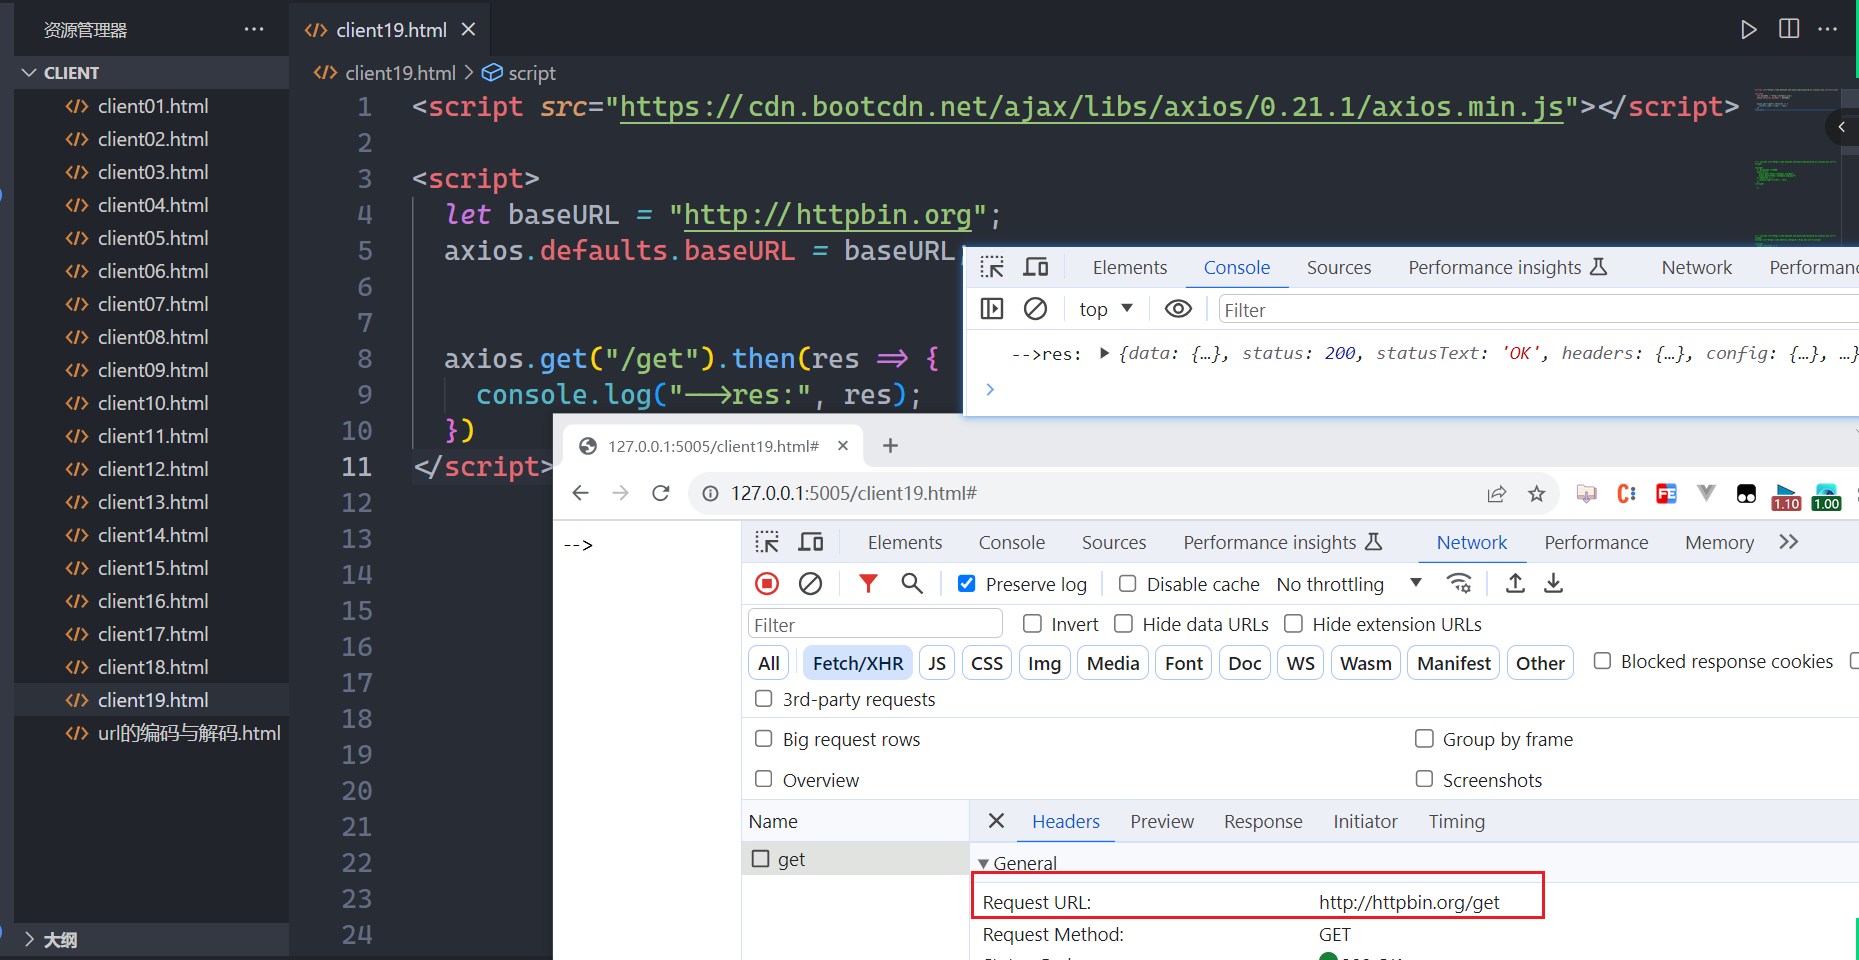 资源管理器
CLIENT
client01.html
client02.html
client03.html
client04.html
client05.html
client06.html
client07.html
client08.html
client09.html
client10.html
client11.html
client12.html
client13.html
client14.html
client15.html
client16.html
client17.html
client18.html
client19.html
url的编码与解码.html
大纲
client19.html
client19.html > script
1 <script src="https://cdn.bootcdn.net/ajax/libs/axios/0.21.1/axios.min.js"></script>
2
3 <script>
4 let baseURL = "http://httpbin.org";
5 axios.defaults.baseURL = baseURL;
6
7
8 axios.get("/get").then(res => {
9 console.log("-->res:", res);
10 })
11 </script>
12
13
14
15
16
17
18
19
20
21
22
23
24
Elements Console Sources Performance insights Network Performanc
top Filter
-->res: {data: {…}, status: 200, statusText: 'OK', headers: {…}, config: {…}, …}
127.0.0.1:5005/client19.html#
127.0.0.1:5005/client19.html#
1.10 1.00
-->
Elements Console Sources Performance insights Network Performance Memory
Preserve log Disable cache No throttling
Filter Invert Hide data URLs Hide extension URLs
All Fetch/XHR JS CSS Img Media Font Doc WS Wasm Manifest Other Blocked response cookies
3rd-party requests
Big request rows Group by frame
Overview Screenshots
Name Headers Preview Response Initiator Timing
get
General
Request URL: http://httpbin.org/get
Request Method: GET